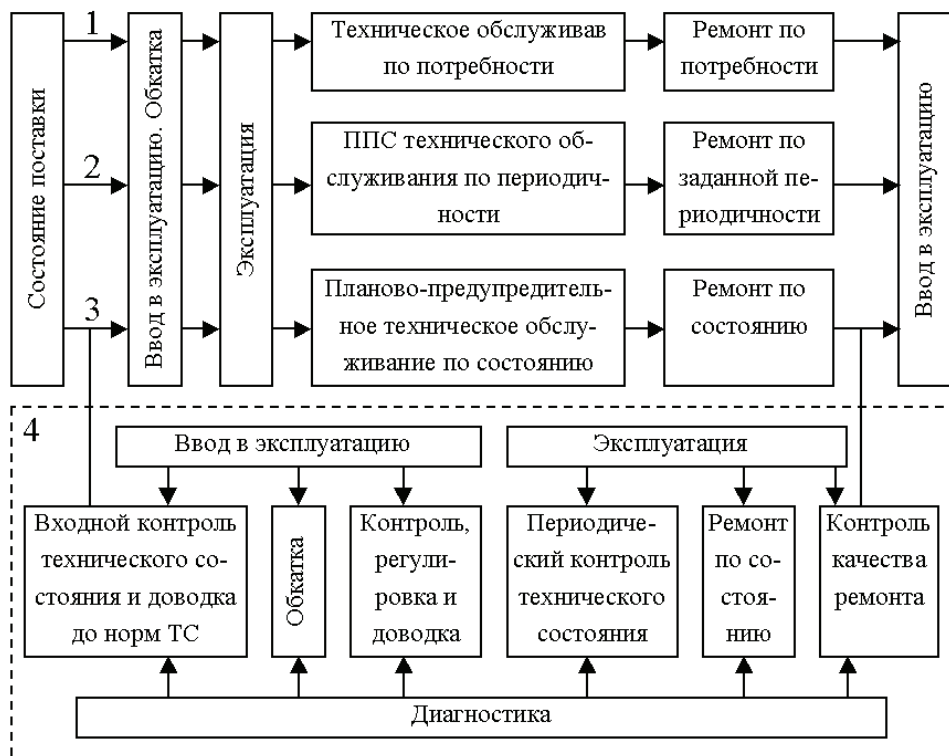 Состояние поставки
1
2
3
Ввод в эксплуатацию. Обкатка
Эксплуатация
Техническое обслуживав
по потребности
Ремонт по
потребности
ППС технического об-
служивания по периодич-
ности
Ремонт по
заданной пе-
риодичности
Планово-предупредитель-
ное техническое обслу-
живание по состоянию
Ремонт по
состоянию
Ввод в эксплуатацию
4
Ввод в эксплуатацию
Эксплуатация
Входной контроль
технического со-
стояния и доводка
до норм ТС
Обкатка
Контроль,
регули-
ровка и
доводка
Периодиче-
ский контроль
технического
состояния
Ремонт
по со-
стоя-
нию
Контроль
качества
ремонта
Диагностика